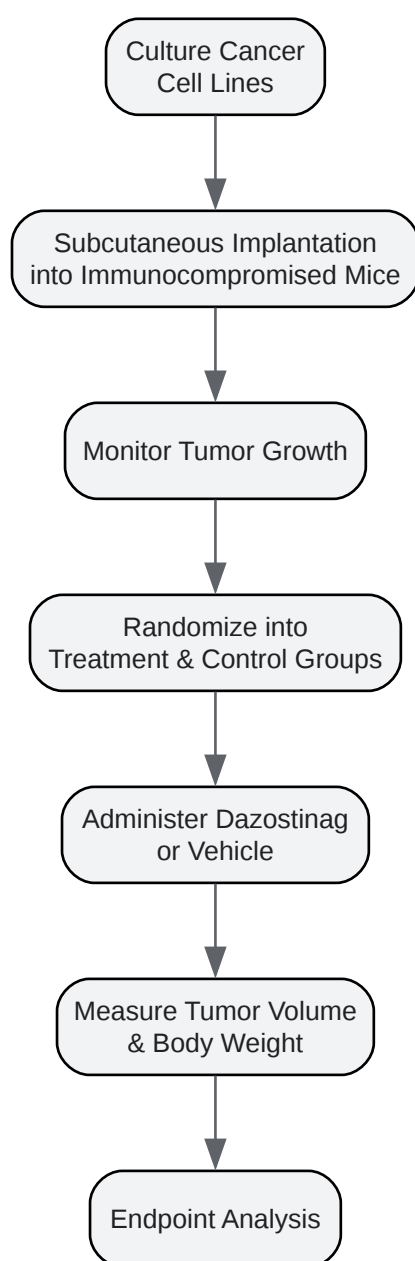 Culture Cancer
Cell Lines
Subcutaneous Implantation
into Immunocompromised Mice
Monitor Tumor Growth
Randomize into
Treatment & Control Groups
Administer Dazostinag
or Vehicle
Measure Tumor Volume
& Body Weight
Endpoint Analysis